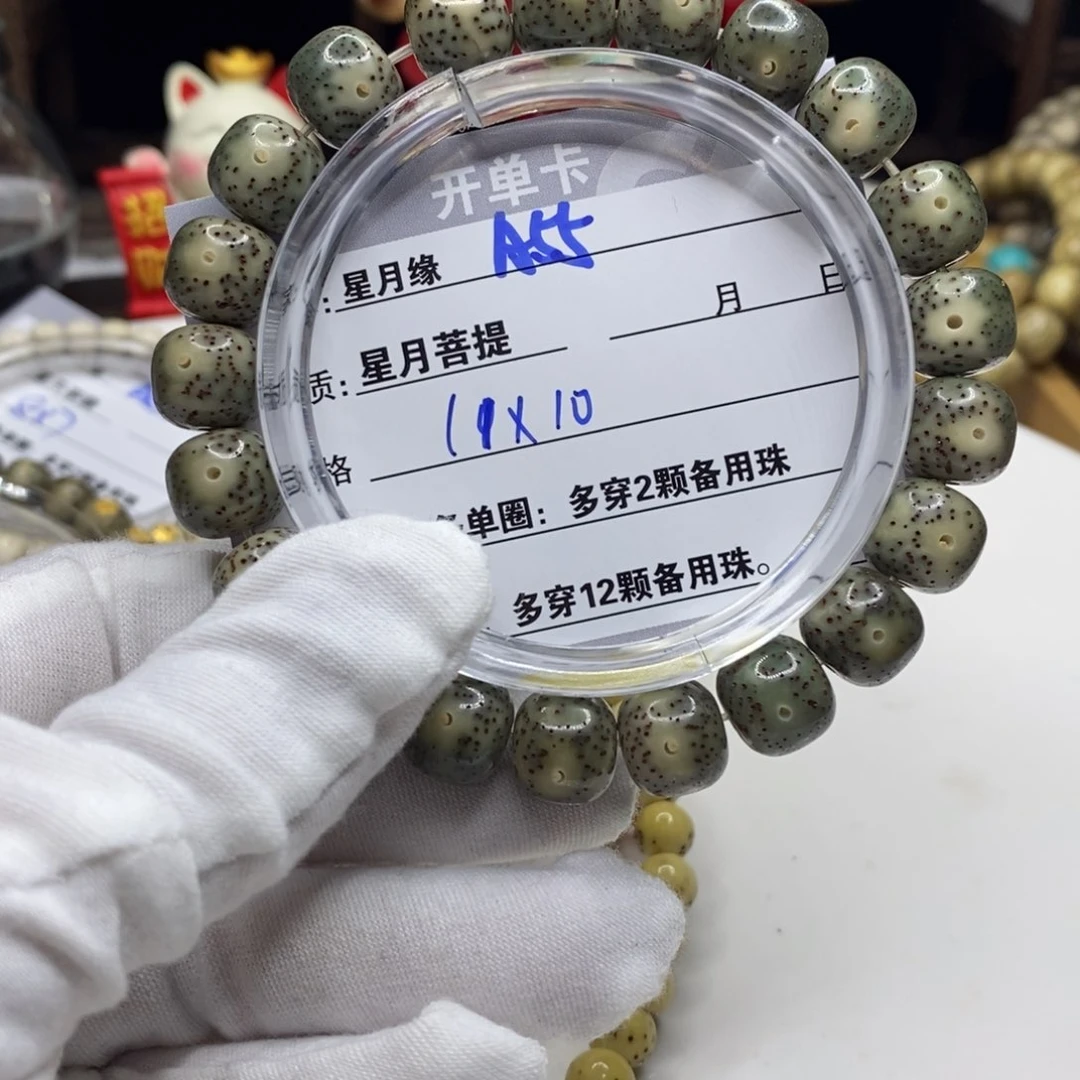 开单卡
A55
: 星月缘
月 日
质: 星月菩提
格 19X10
单圈: 多穿2颗备用珠
多穿12颗备用珠。